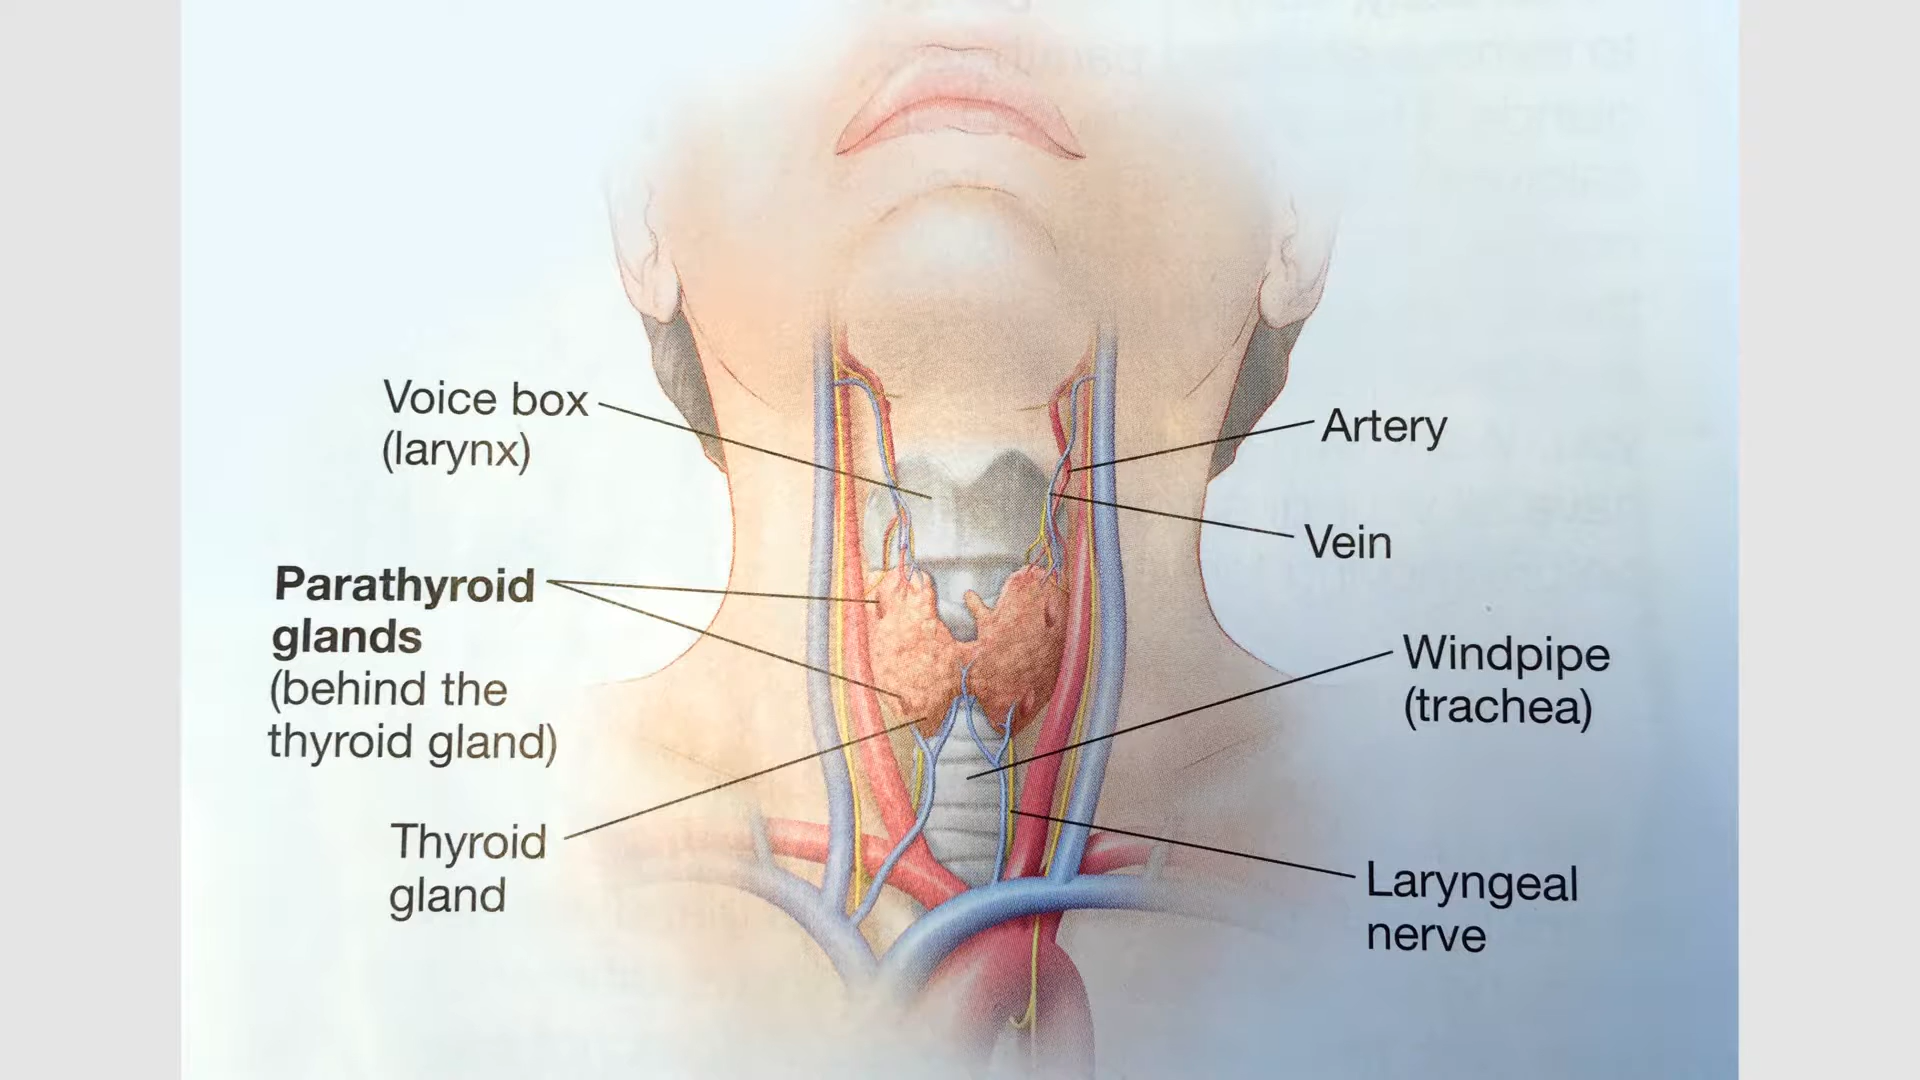 Voice box
(larynx)
Parathyroid
glands
(behind the
thyroid gland)
Thyroid
gland
Artery
Vein
Windpipe
(trachea)
Laryngeal
nerve